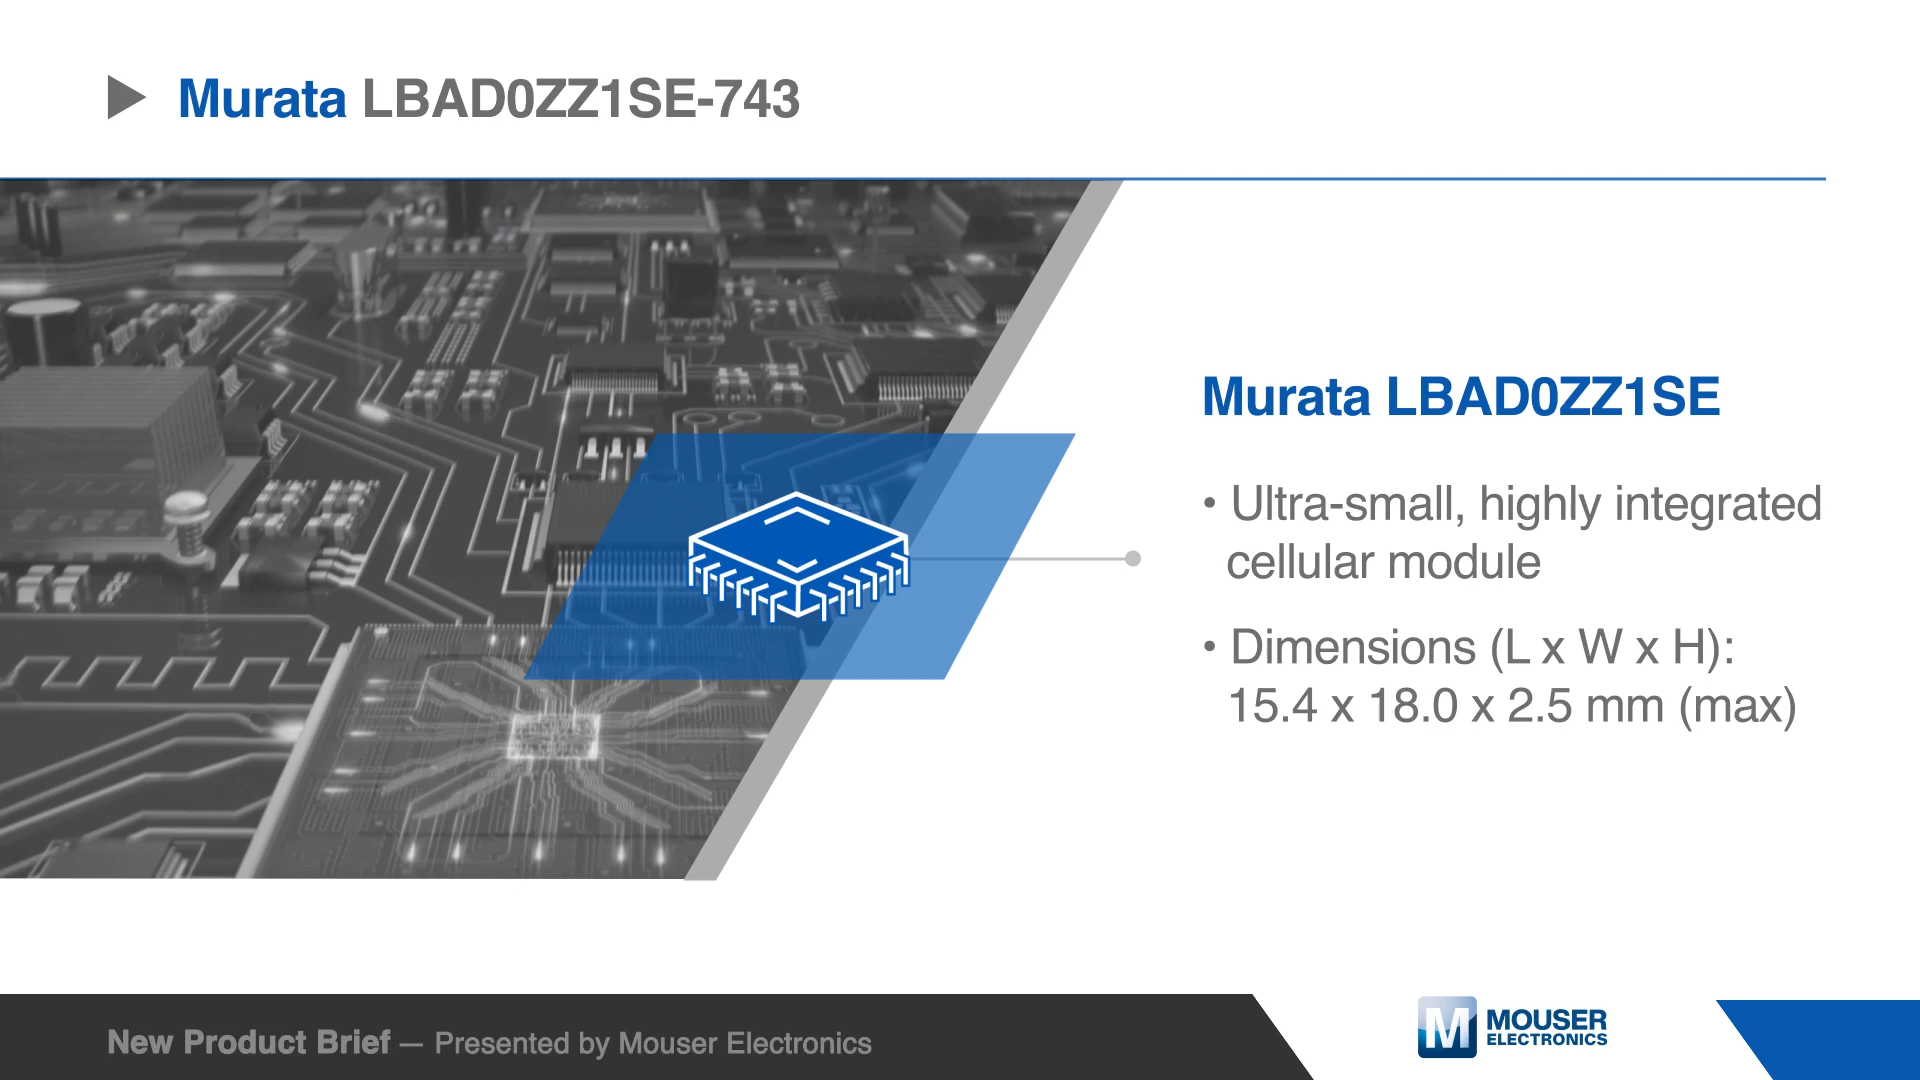 Murata LBAD0ZZ1SE-743
Murata LBAD0ZZ1SE
• Ultra-small, highly integrated
cellular module
• Dimensions (L x W x H):
15.4 x 18.0 x 2.5 mm (max)
New Product Brief — Presented by Mouser Electronics
M
MOUSER
ELECTRONICS